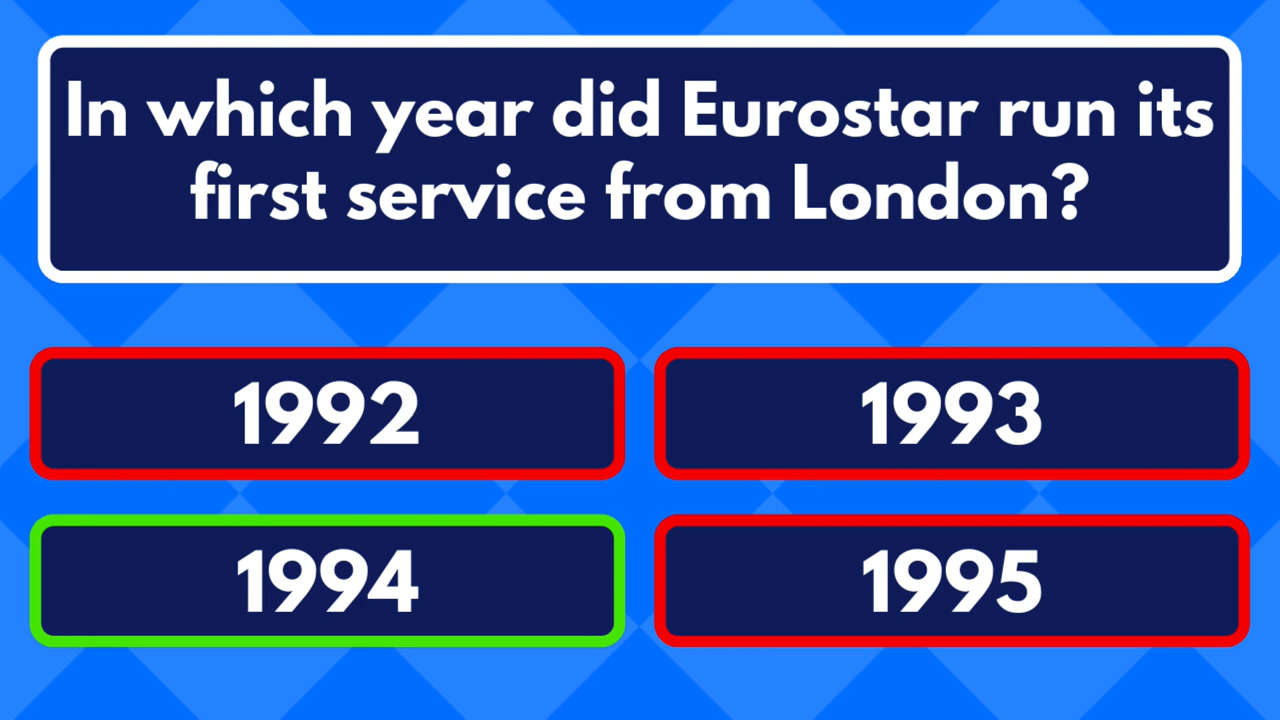 In which year did Eurostar run its
first service from London?
1992
1993
1994
1995